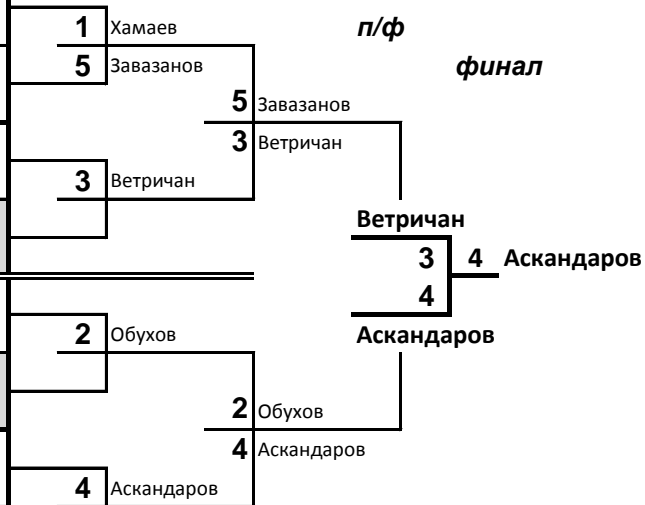 1 Хамаев п/ф
5 Завазанов финал
5 Завазанов
3 Ветричан
3 Ветричан
Ветричан
3 4 Аскандаров
4
2 Обухов Аскандаров
2 Обухов
4 Аскандаров
4 Аскандаров